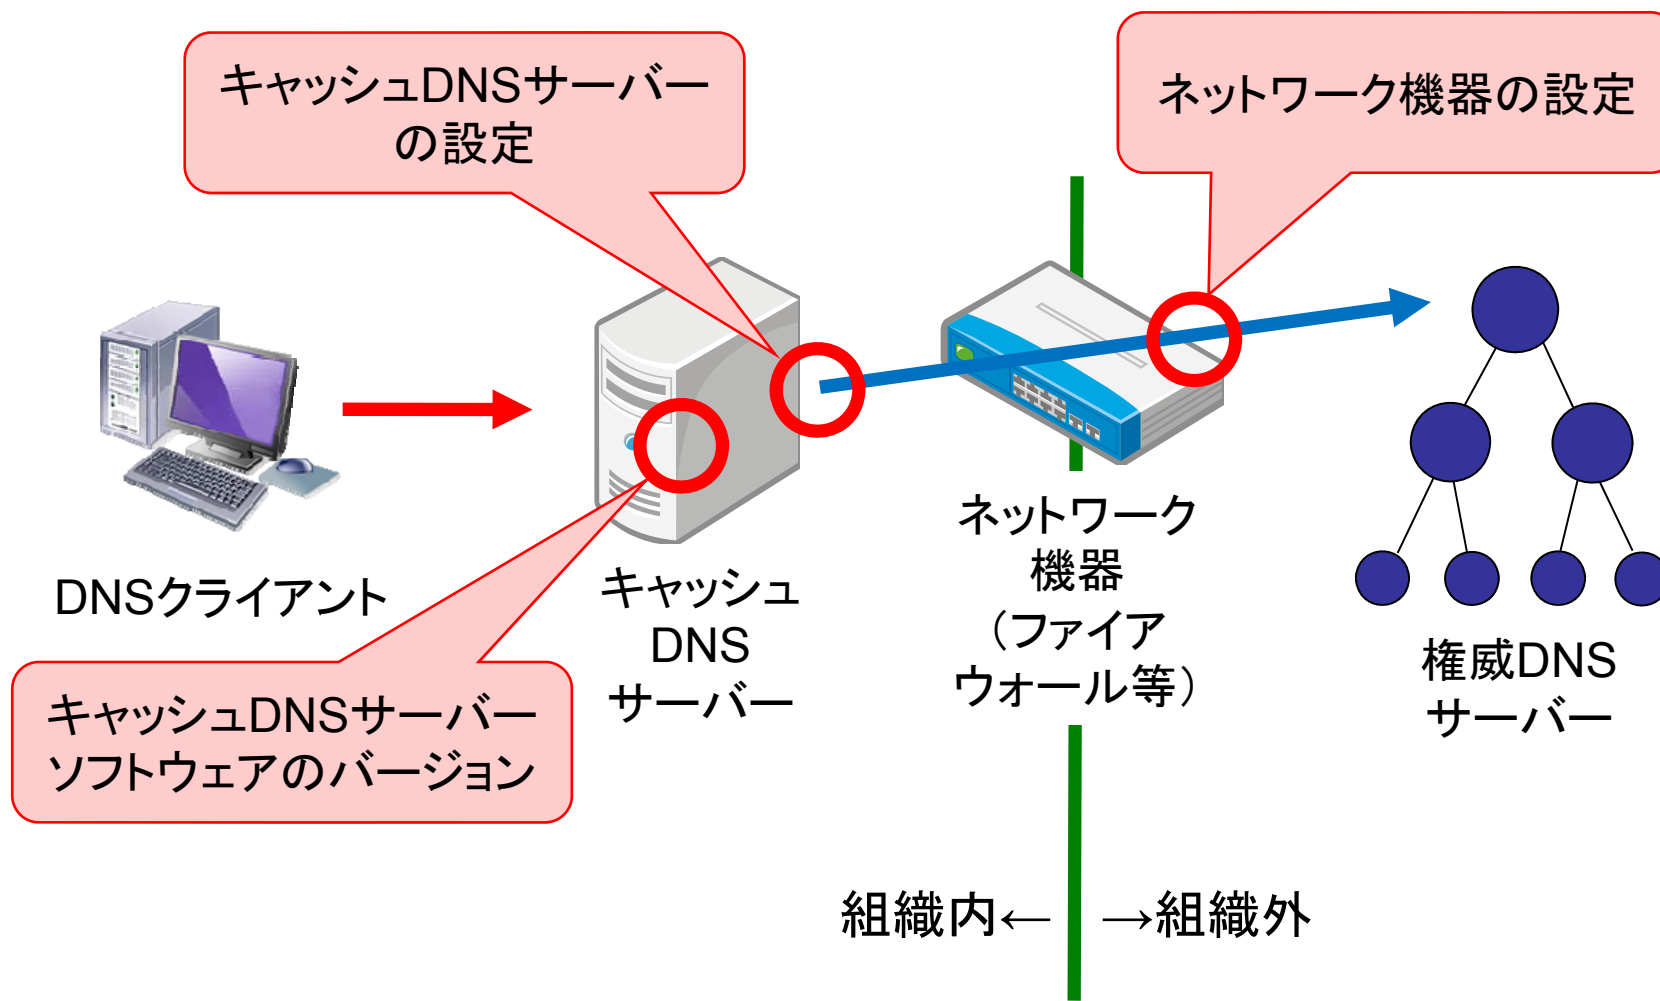 キャッシュDNSサーバー
の設定
ネットワーク機器の設定
DNSクライアント
キャッシュ
DNS
サーバー
ネットワーク
機器
（ファイア
ウォール等）
権威DNS
サーバー
キャッシュDNSサーバー
ソフトウェアのバージョン
組織内← →組織外